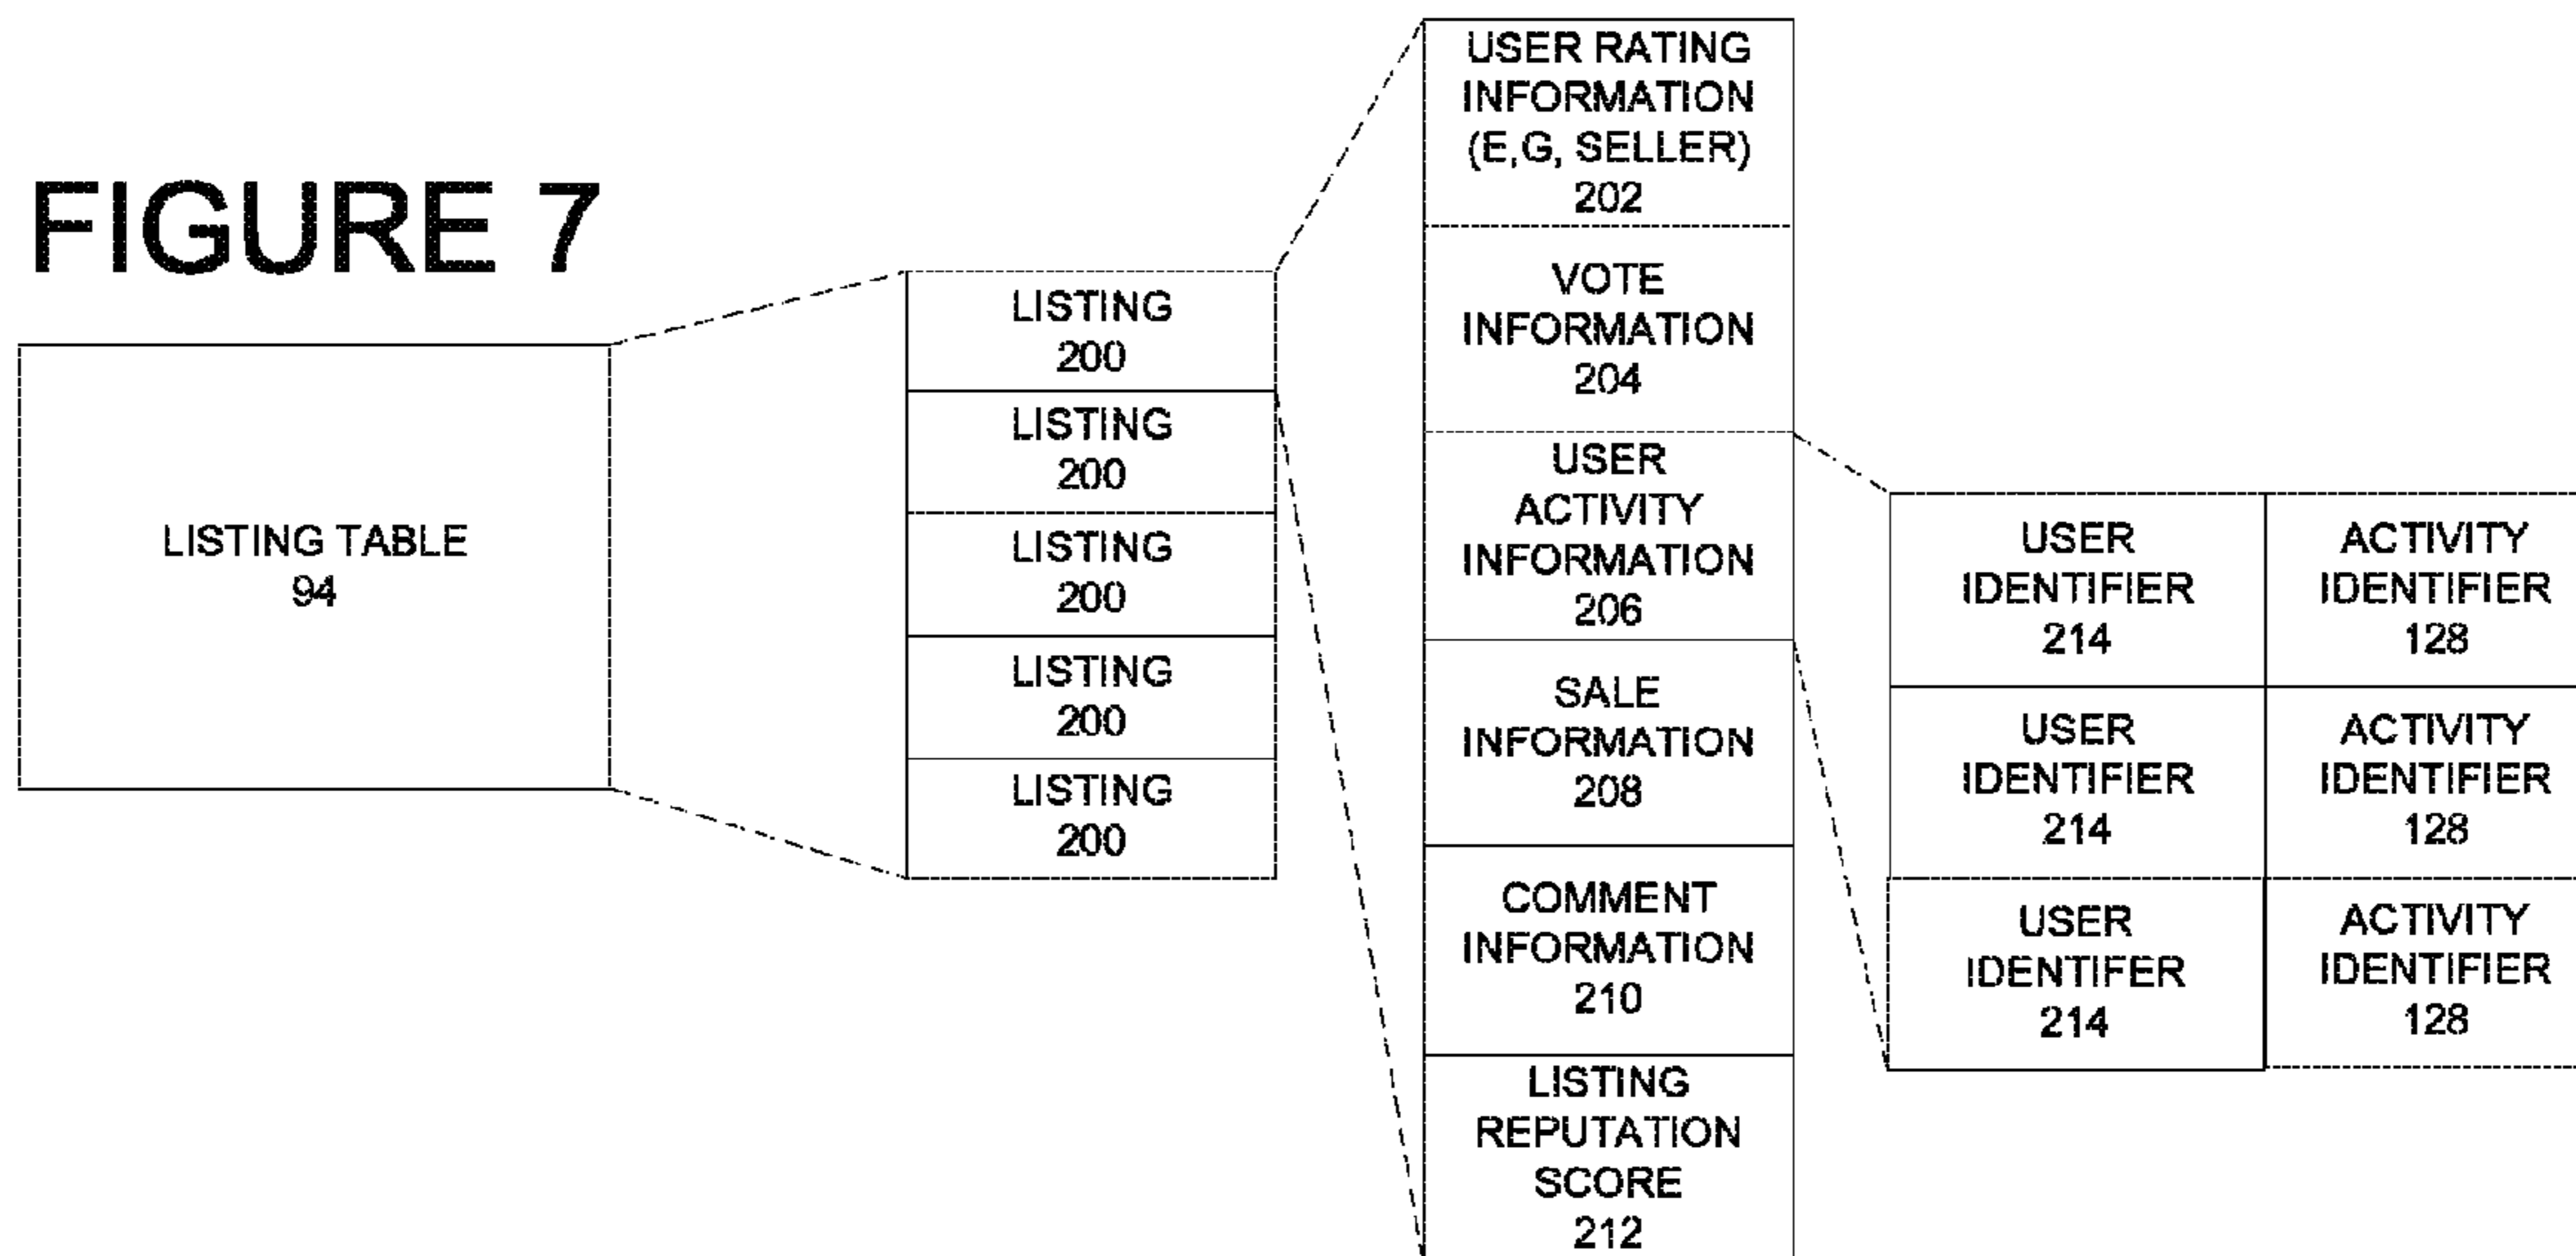 FIGURE 7
LISTING TABLE
94
LISTING
200
LISTING
200
LISTING
200
LISTING
200
LISTING
200
USER RATING
INFORMATION
(E,G, SELLER)
202
VOTE
INFORMATION
204
USER
ACTIVITY
INFORMATION
206
SALE
INFORMATION
208
COMMENT
INFORMATION
210
LISTING
REPUTATION
SCORE
212
USER
IDENTIFIER
214
ACTIVITY
IDENTIFIER
128
USER
IDENTIFIER
214
ACTIVITY
IDENTIFIER
128
USER
IDENTIFER
214
ACTIVITY
IDENTIFIER
128